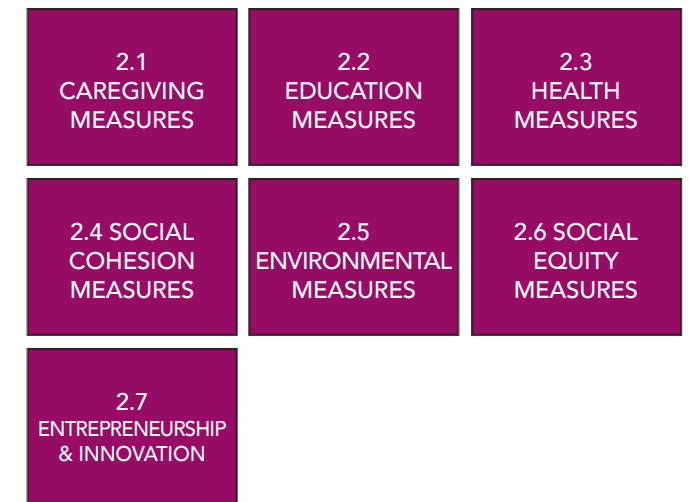 2.1
CAREGIVING
MEASURES
2.2
EDUCATION
MEASURES
2.3
HEALTH
MEASURES
2.4 SOCIAL
COHESION
MEASURES
2.5
ENVIRONMENTAL
MEASURES
2.6 SOCIAL
EQUITY
MEASURES
2.7
ENTREPRENEURSHIP
& INNOVATION